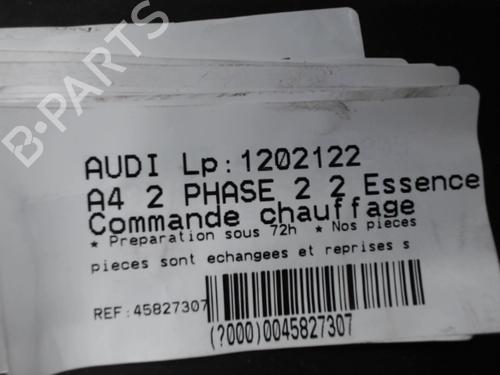 B-PARTS
AUDI Lp:1202122
A4 2 PHASE 2 2 Essence
Commande chauffage
* Preparation sous 72h * Nos pieces
pieces sont echangees et reprises s
REF:45827307
(?000)0045827307